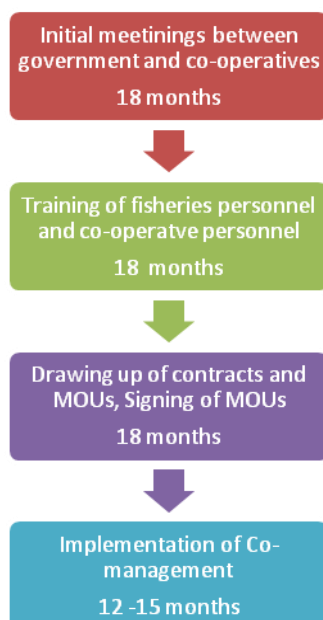 Initial meetinings between
government and co-operatives
18 months
Training of fisheries personnel
and co-operatve personnel
18 months
Drawing up of contracts and
MOUs, Signing of MOUs
18 months
Implementation of Co-
management
12 -15 months